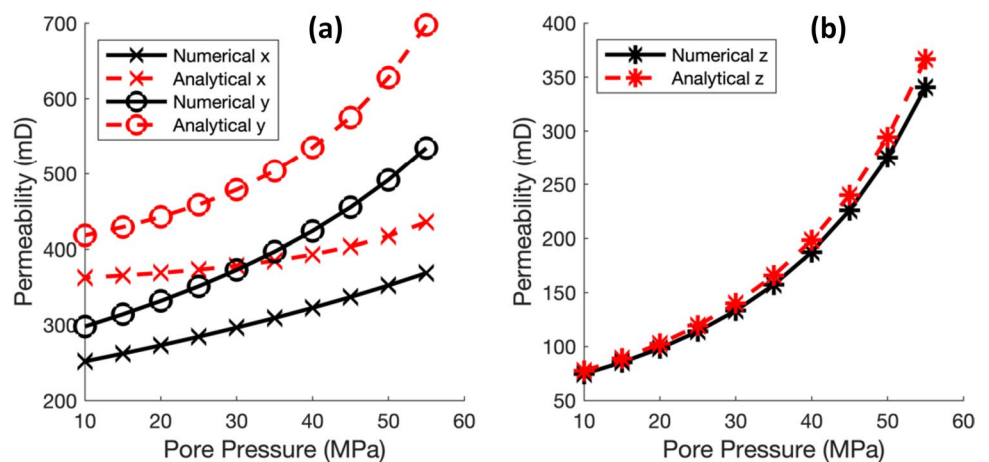 (a)
Numerical x
Analytical x
Numerical y
Analytical y
700
600
500
400
300
200
Permeability (mD)
10 20 30 40 50 60
Pore Pressure (MPa)
(b)
Numerical z
Analytical z
400
350
300
250
200
150
100
50
Permeability (mD)
10 20 30 40 50 60
Pore Pressure (MPa)